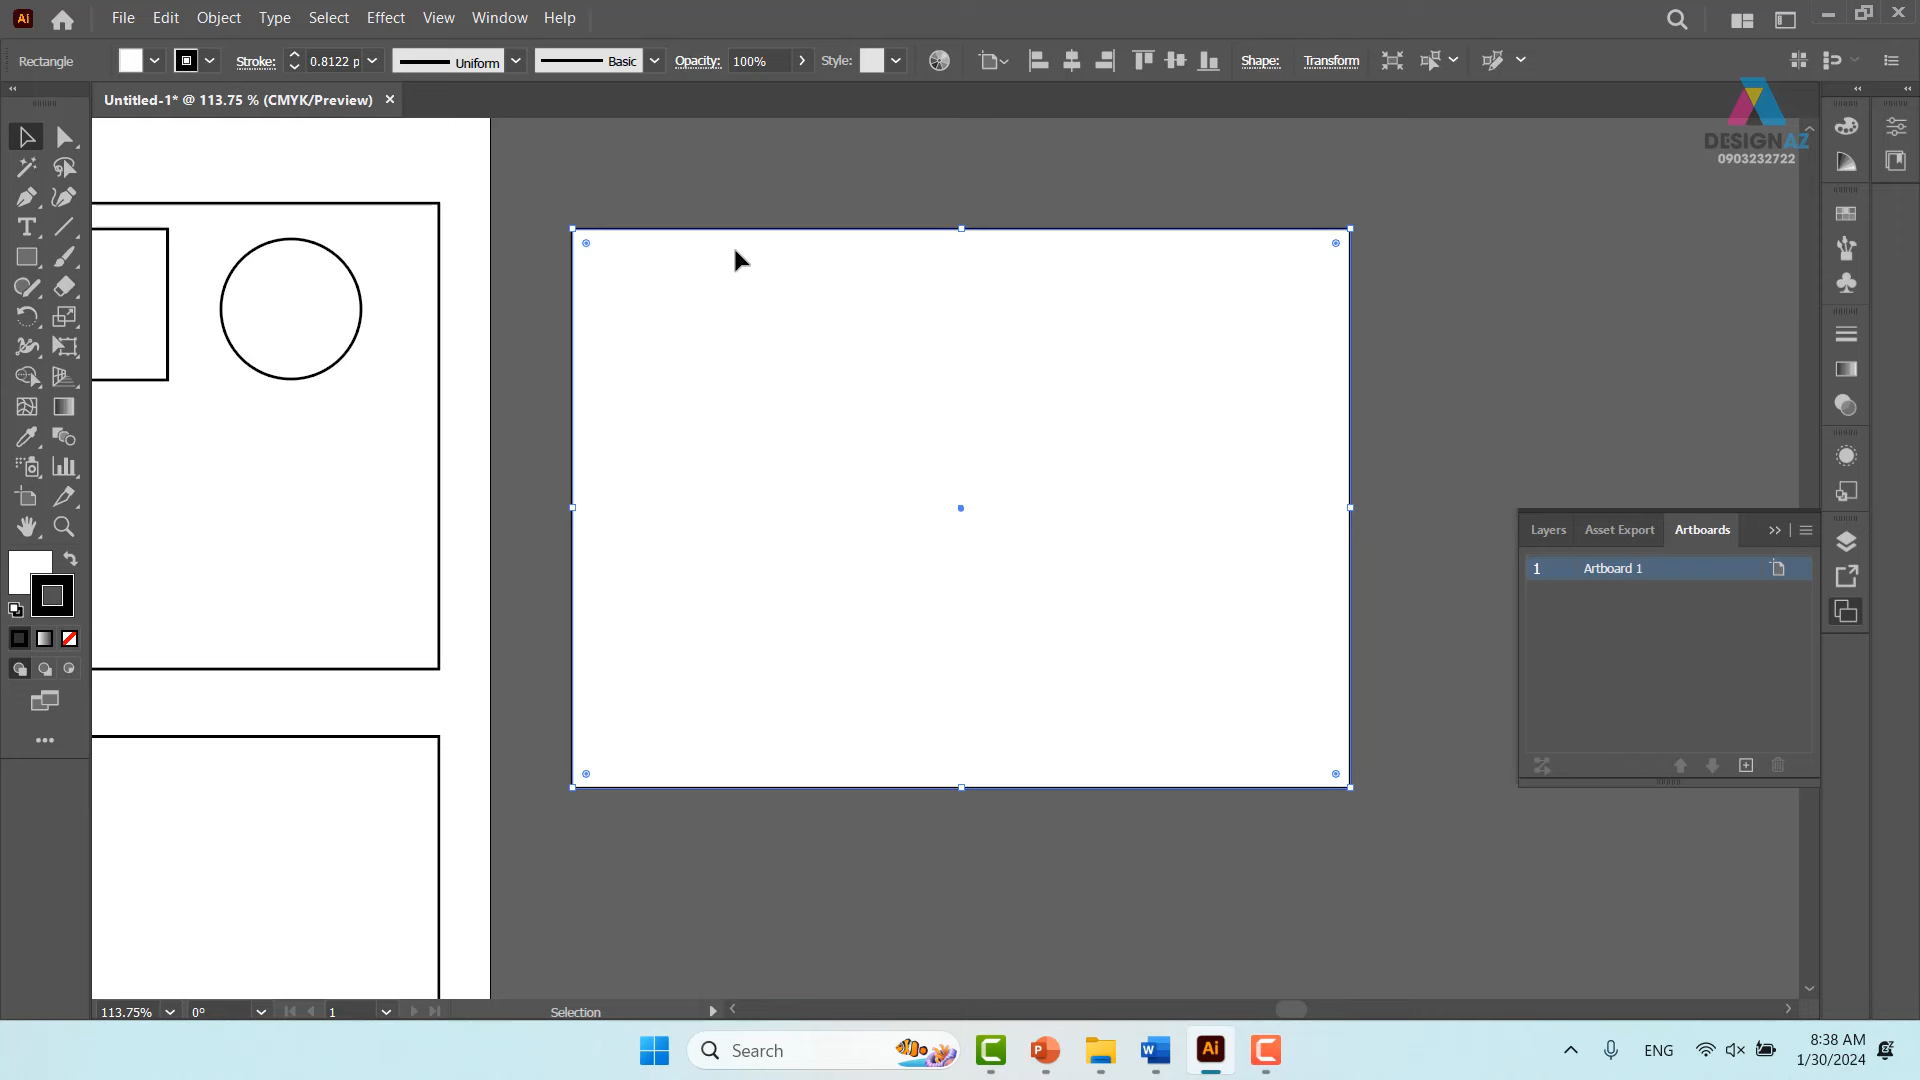 Ai File Edit Object Type Select Effect View Window Help
Rectangle Stroke: 0.8122 p Uniform Basic Opacity: 100% Style: Shape: Transform
Untitled-1* @ 113.75 % (CMYK/Preview) ×
DESIGNAZ
0903232722
Layers Asset Export Artboards
1 Artboard 1
113.75% 0° 1 Selection
Search
ENG
8:38 AM
1/30/2024